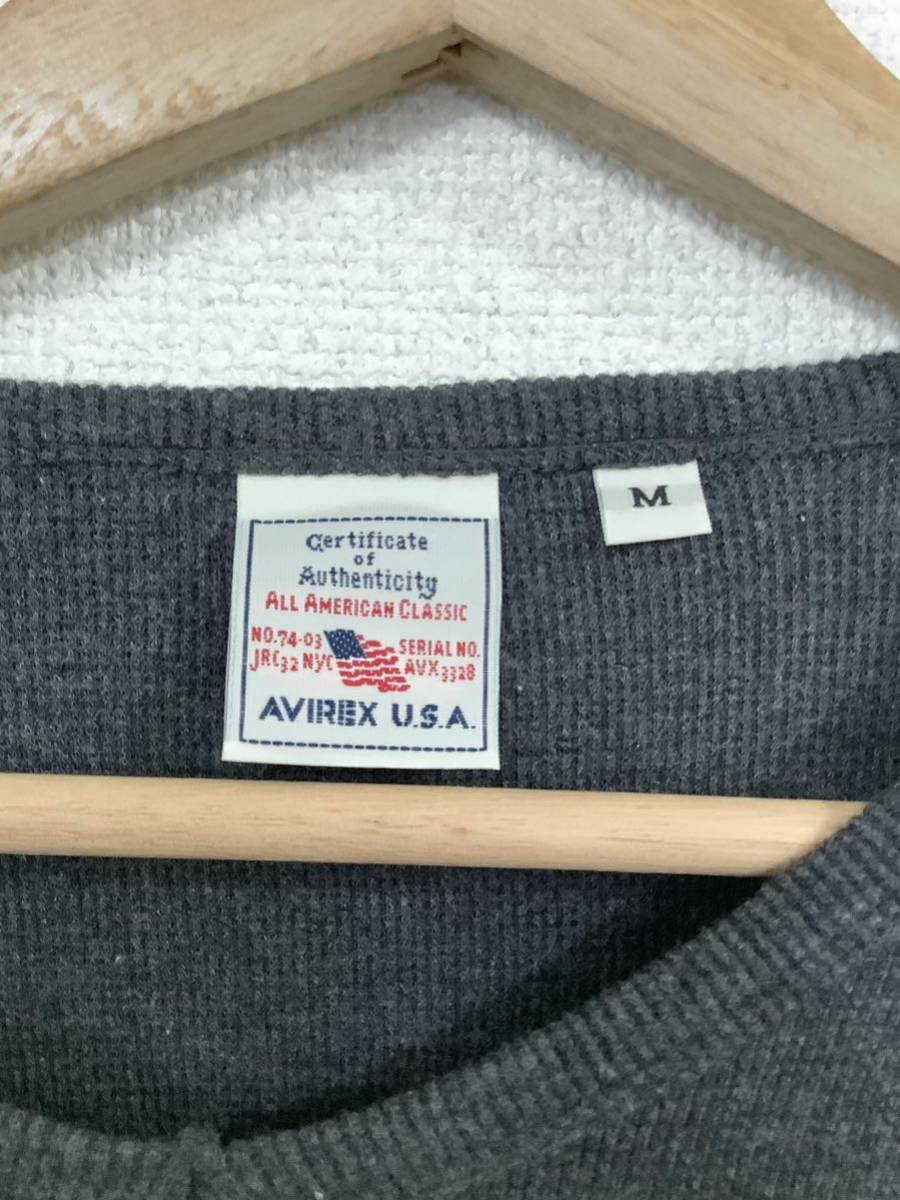 Certificate
of
Authenticity
ALL AMERICAN CLASSIC
NO.74-03
JRC32 NYC
SERIAL NO.
AVX3328
AVIREX U.S.A.
M